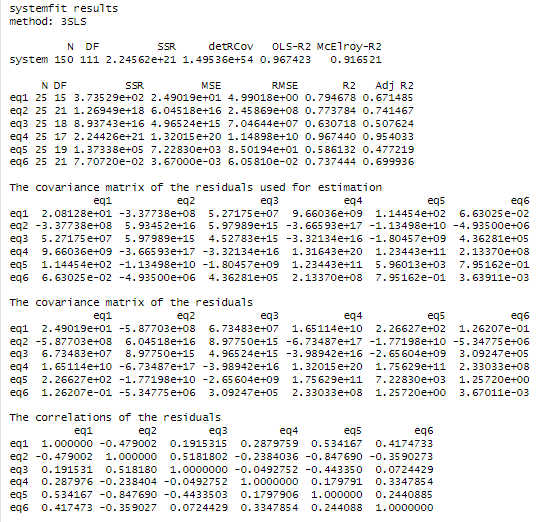 systemfit results
method: 3SLS
N DF SSR detRCov OLS-R2 McElroy-R2
system 150 111 2.24562e+21 1.49536e+54 0.967423 0.916521
N DF SSR MSE RMSE R2 Adj R2
eq1 25 15 3.73529e+02 2.49019e+01 4.99018e+00 0.794678 0.671485
eq2 25 21 1.26949e+18 6.04518e+16 2.45869e+08 0.773784 0.741467
eq3 25 18 8.93743e+16 4.96524e+15 7.04644e+07 0.630718 0.507624
eq4 25 17 2.24426e+21 1.32015e+20 1.14898e+10 0.967440 0.954033
eq5 25 19 1.37338e+05 7.22830e+03 8.50194e+01 0.586132 0.477219
eq6 25 21 7.70720e-02 3.67000e-03 6.05810e-02 0.737444 0.699936
The covariance matrix of the residuals used for estimation
eq1 eq2 eq3 eq4 eq5 eq6
eq1 2.08128e+01 -3.37738e+08 5.27175e+07 9.66036e+09 1.14454e+02 6.63025e-02
eq2 -3.37738e+08 5.93452e+16 5.97989e+15 -3.66593e+17 -1.13498e+10 -4.93500e+06
eq3 5.27175e+07 5.97989e+15 4.52783e+15 -3.32134e+16 -1.80457e+09 4.36281e+05
eq4 9.66036e+09 -3.66593e+17 -3.32134e+16 1.31643e+20 1.23443e+11 2.13370e+08
eq5 1.14454e+02 -1.13498e+10 -1.80457e+09 1.23443e+11 5.96013e+03 7.95162e-01
eq6 6.63025e-02 -4.93500e+06 4.36281e+05 2.13370e+08 7.95162e-01 3.63911e-03
The covariance matrix of the residuals
eq1 eq2 eq3 eq4 eq5 eq6
eq1 2.49019e+01 -5.87703e+08 6.73483e+07 1.65114e+10 2.26627e+02 1.26207e-01
eq2 -5.87703e+08 6.04518e+16 8.97750e+15 -6.73487e+17 -1.77198e+10 -5.34775e+06
eq3 6.73483e+07 8.97750e+15 4.96524e+15 -3.98942e+16 -2.65604e+09 3.09247e+05
eq4 1.65114e+10 -6.73487e+17 -3.98942e+16 1.32015e+20 1.75629e+11 2.33033e+08
eq5 2.26627e+02 -1.77198e+10 -2.65604e+09 1.75629e+11 7.22830e+03 1.25720e+00
eq6 1.26207e-01 -5.34775e+06 3.09247e+05 2.33033e+08 1.25720e+00 3.67011e-03
The correlations of the residuals
eq1 eq2 eq3 eq4 eq5 eq6
eq1 1.000000 -0.479002 0.1915315 0.2879759 0.534167 0.4174733
eq2 -0.479002 1.000000 0.5181802 -0.2384036 -0.847690 -0.3590273
eq3 0.191531 0.518180 1.0000000 -0.0492752 -0.443350 0.0724429
eq4 0.287976 -0.238404 -0.0492752 1.0000000 0.179791 0.3347854
eq5 0.534167 -0.847690 -0.4433503 0.1797906 1.000000 0.2440885
eq6 0.417473 -0.359027 0.0724429 0.3347854 0.244088 1.0000000